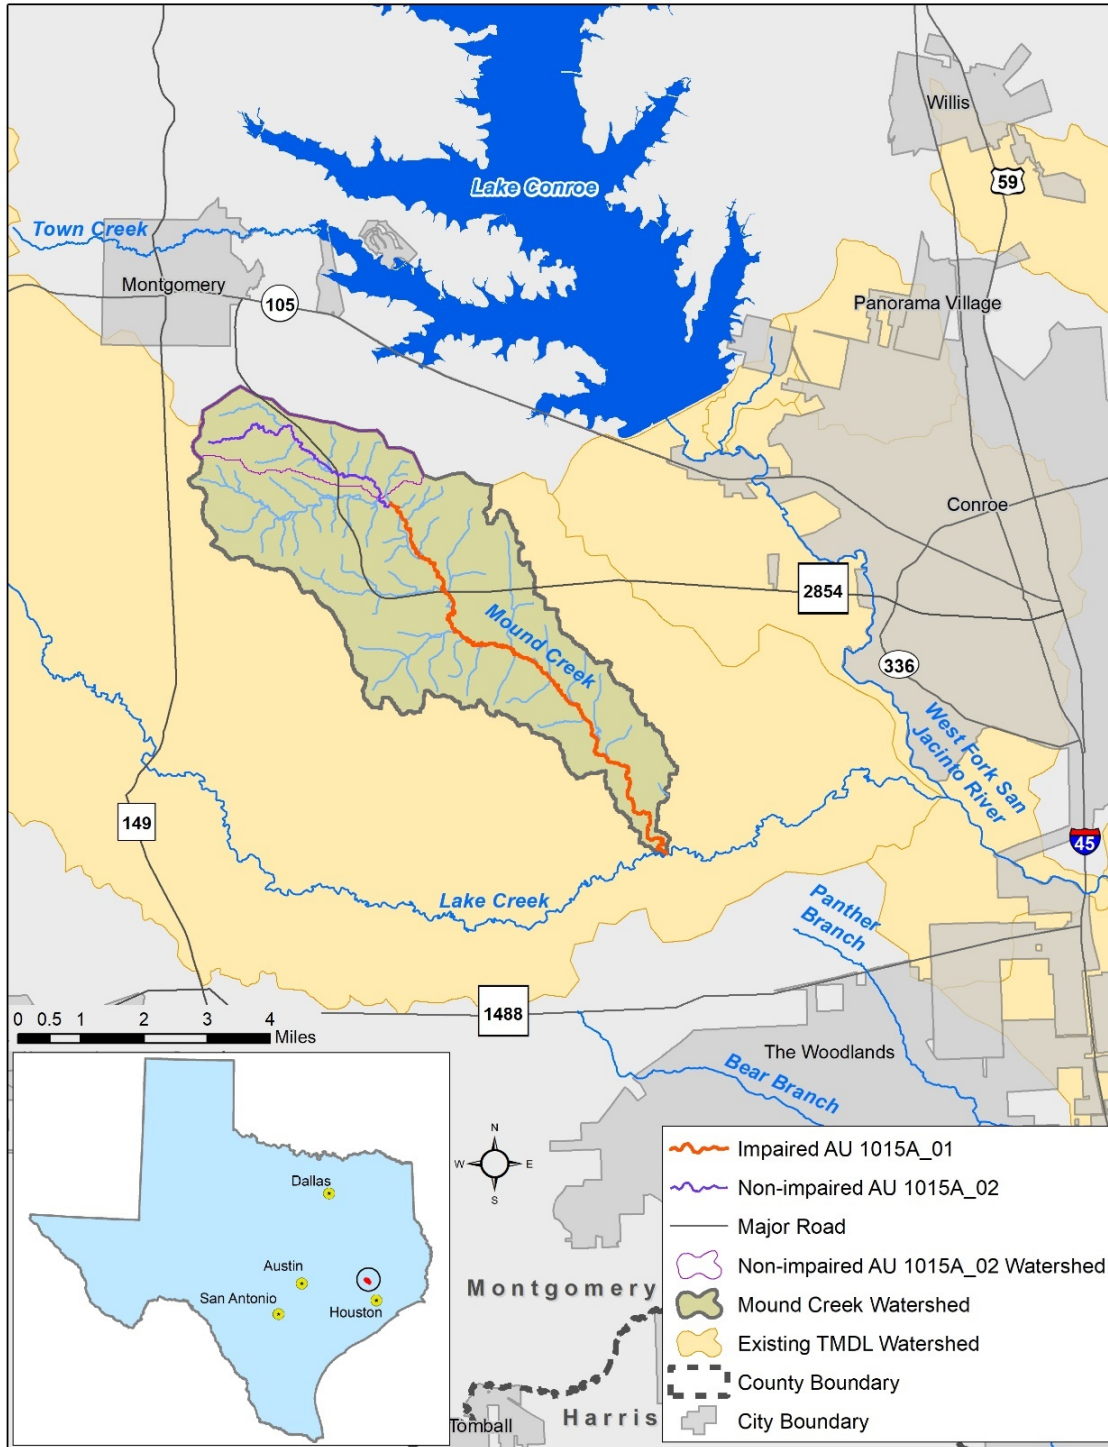 Willis
59
Lake Conroe
Town Creek
Montgomery
105
Panorama Village
Conroe
2854
Mound Creek
336
West Fork San
Jacinto River
149
45
Lake Creek
Panther
Branch
1488
0 0.5 1 2 3 4
Miles
The Woodlands
Bear Branch
N
W E
S
Dallas
Austin
San Antonio
Houston
Montgomery
Harris
Tomball
Impaired AU 1015A_01
Non-impaired AU 1015A_02
Major Road
Non-impaired AU 1015A_02 Watershed
Mound Creek Watershed
Existing TMDL Watershed
County Boundary
City Boundary